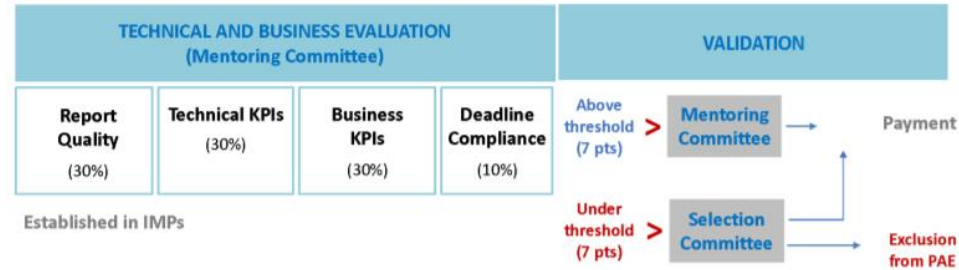 TECHNICAL AND BUSINESS EVALUATION
(Mentoring Committee)
VALIDATION
Report
Quality
(30%)
Technical KPIs
(30%)
Business
KPIs
(30%)
Deadline
Compliance
(10%)
Established in IMPs
Above
threshold
(7 pts)
>
Mentoring
Committee
Payment
Under
threshold
(7 pts)
>
Selection
Committee
Exclusion
from PAE